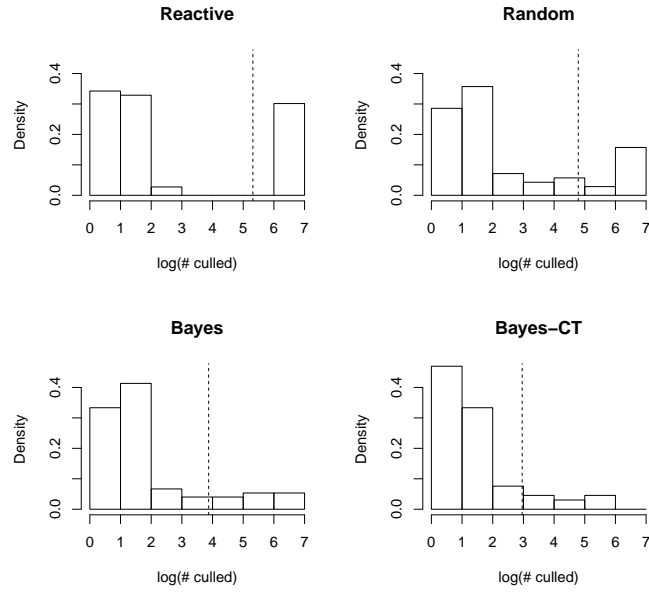 Reactive
Density
0.0 0.2 0.4
0 1 2 3 4 5 6 7
log(# culled)
Random
Density
0.0 0.2 0.4
0 1 2 3 4 5 6 7
log(# culled)
Bayes
Density
0.0 0.2 0.4
0 1 2 3 4 5 6 7
log(# culled)
Bayes−CT
Density
0.0 0.2 0.4
0 1 2 3 4 5 6 7
log(# culled)